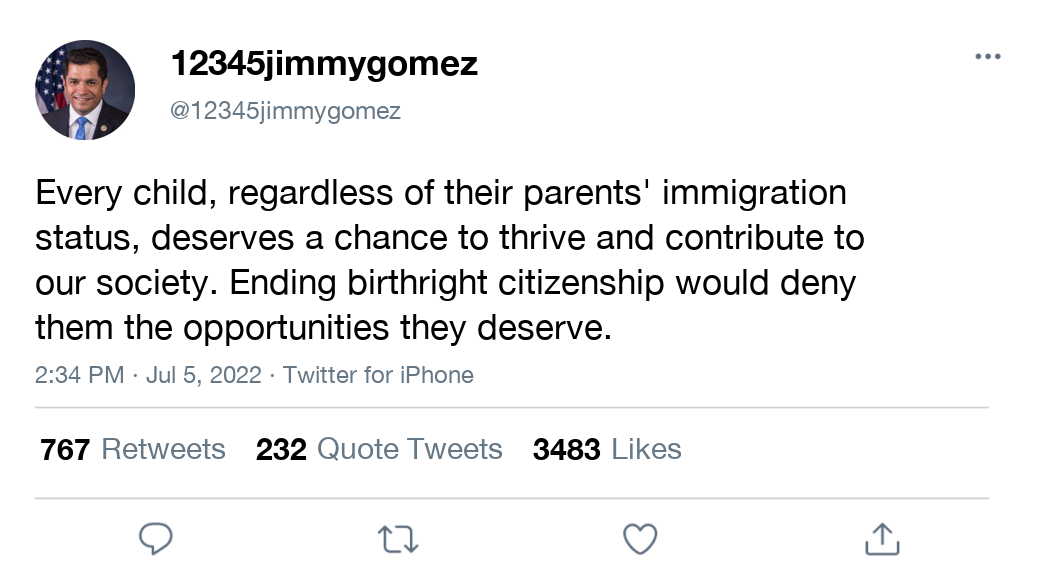 12345jimmygomez
@12345jimmygomez
Every child, regardless of their parents' immigration
status, deserves a chance to thrive and contribute to
our society. Ending birthright citizenship would deny
them the opportunities they deserve.
2:34 PM · Jul 5, 2022 · Twitter for iPhone
767 Retweets 232 Quote Tweets 3483 Likes